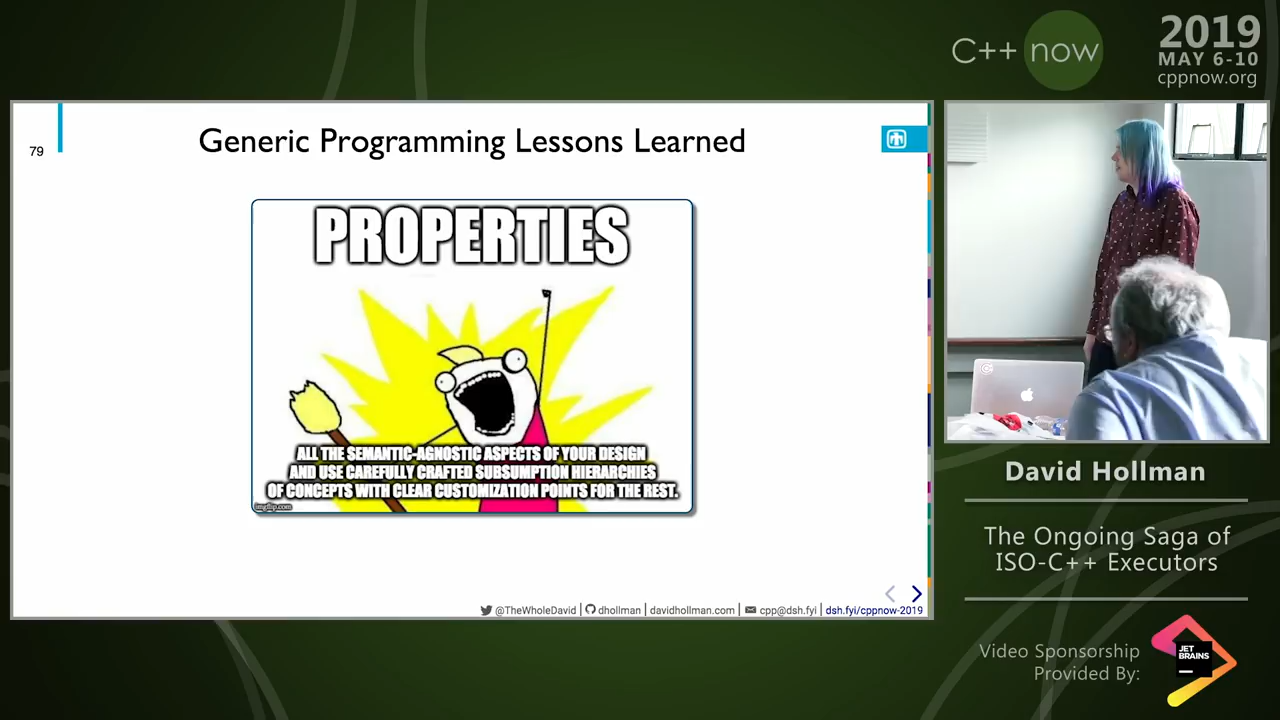 C++ now
2019
MAY 6-10
cppnow.org
79
Generic Programming Lessons Learned
PROPERTIES
ALL THE SEMANTIC-AGNOSTIC ASPECTS OF YOUR DESIGN
AND USE CAREFULLY CRAFTED SUBSUMPTION HIERARCHIES
OF CONCEPTS WITH CLEAR CUSTOMIZATION POINTS FOR THE REST.
imgflip.com
@TheWholeDavid | dhollman | davidhollman.com | cpp@dsh.fyi | dsh.fyi/cppnow-2019
David Hollman
The Ongoing Saga of
ISO-C++ Executors
Video Sponsorship
Provided By:
JET
BRAINS